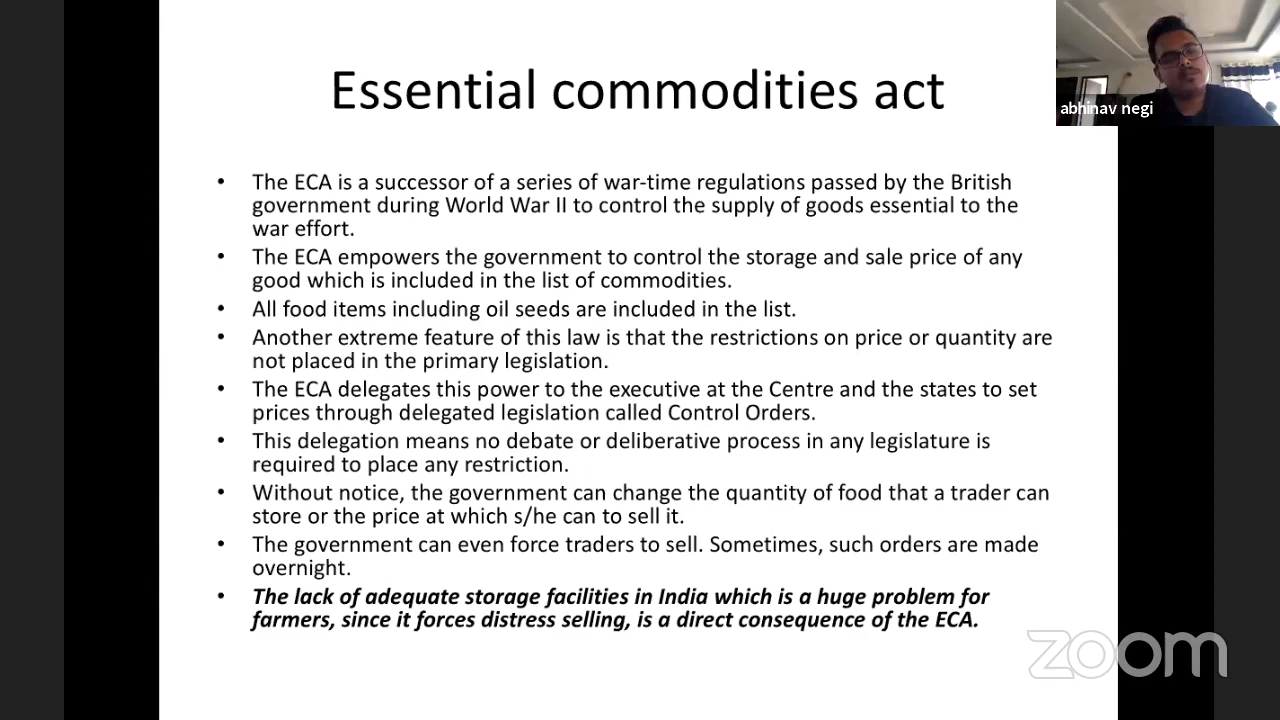 Essential commodities act
abhinav negi
• The ECA is a successor of a series of war-time regulations passed by the British
government during World War II to control the supply of goods essential to the
war effort.
• The ECA empowers the government to control the storage and sale price of any
good which is included in the list of commodities.
• All food items including oil seeds are included in the list.
• Another extreme feature of this law is that the restrictions on price or quantity are
not placed in the primary legislation.
• The ECA delegates this power to the executive at the Centre and the states to set
prices through delegated legislation called Control Orders.
• This delegation means no debate or deliberative process in any legislature is
required to place any restriction.
• Without notice, the government can change the quantity of food that a trader can
store or the price at which s/he can to sell it.
• The government can even force traders to sell. Sometimes, such orders are made
overnight.
• The lack of adequate storage facilities in India which is a huge problem for
farmers, since it forces distress selling, is a direct consequence of the ECA.
zoom